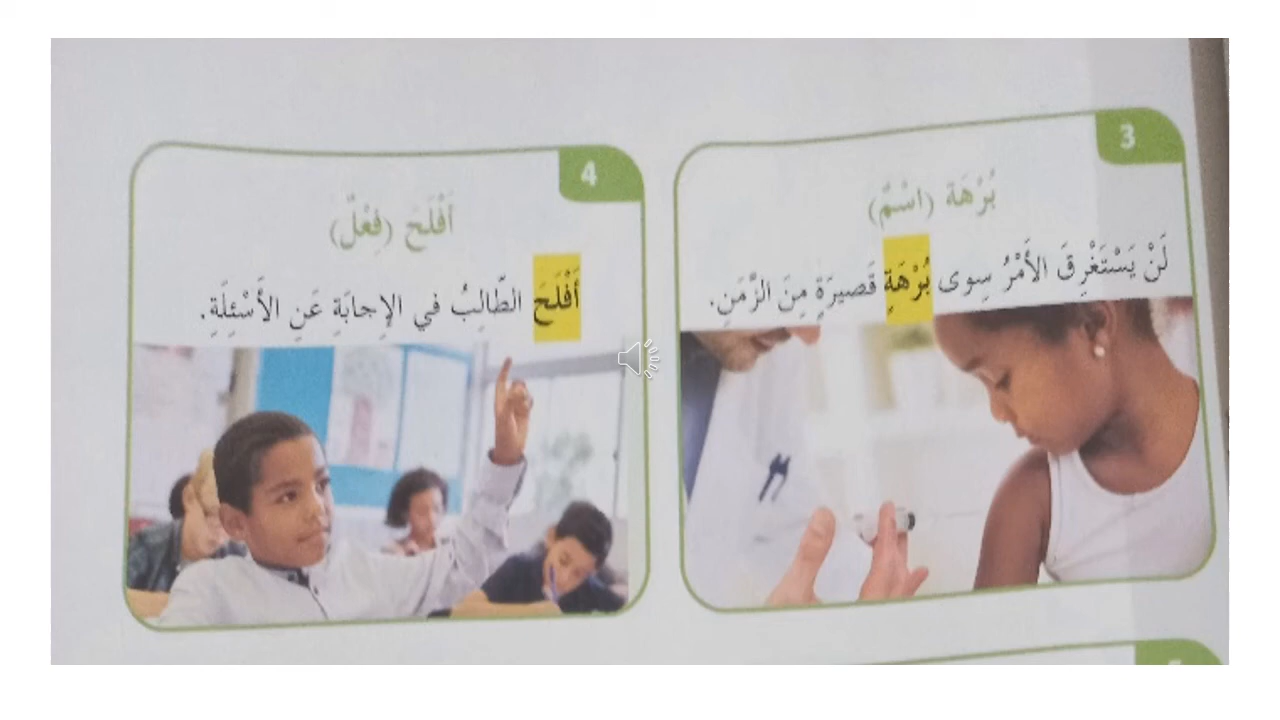 3
بُرْهَة (اسْمٌ)
لَنْ يَسْتَغْرِقَ الأَمْرُ سِوى بُرْهَةٍ قَصيرَةٍ مِنَ الزَّمَنِ.
4
أَفْلَحَ (فِعْلٌ)
أَفْلَحَ الطّالِبُ في الإِجابَةِ عَنِ الأَسْئِلَةِ.